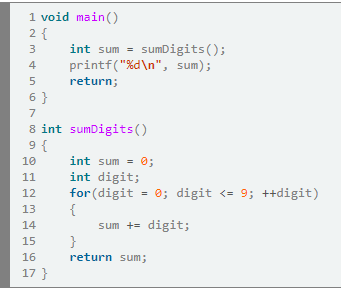 1 void main()
2 {
3     int sum = sumDigits();
4     printf("%d\n", sum);
5     return;
6 }
7
8 int sumDigits()
9 {
10     int sum = 0;
11     int digit;
12     for(digit = 0; digit <= 9; ++digit)
13     {
14         sum += digit;
15     }
16     return sum;
17 }